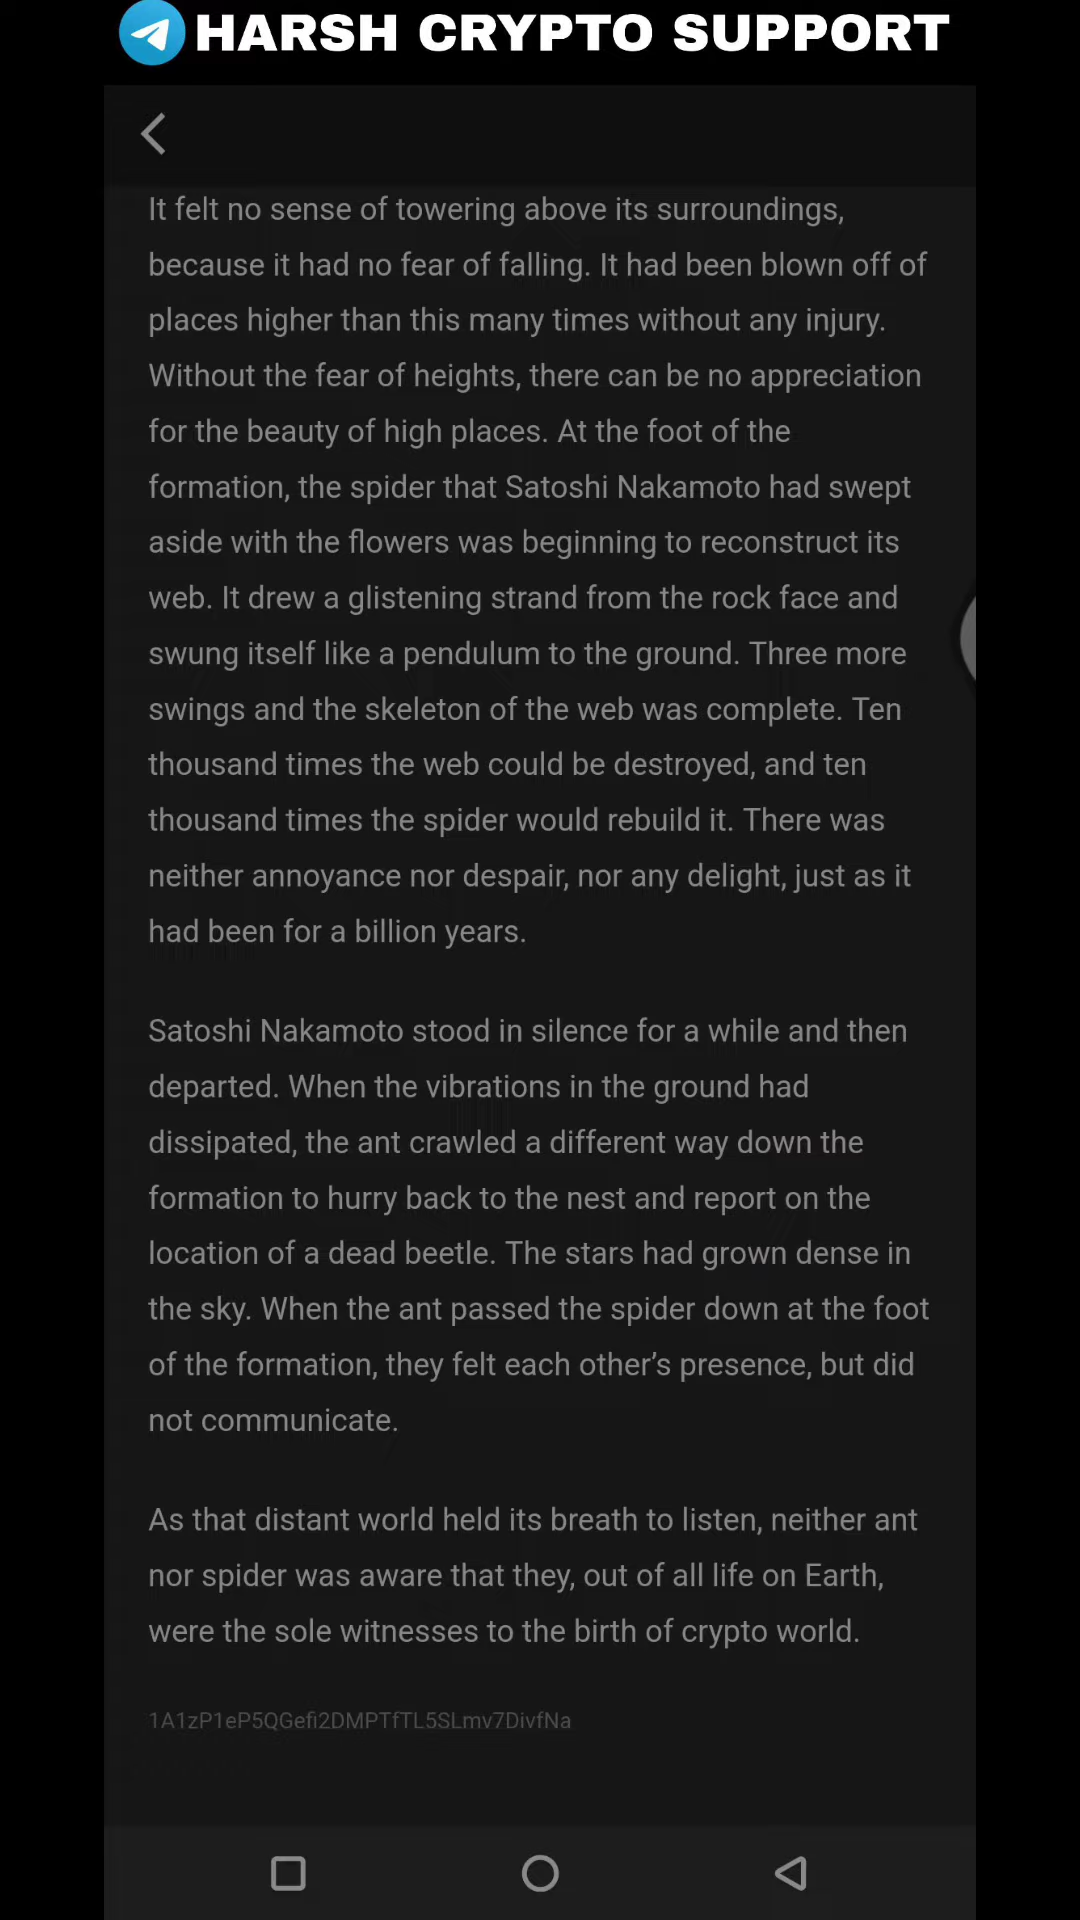 HARSH CRYPTO SUPPORT
It felt no sense of towering above its surroundings,
because it had no fear of falling. It had been blown off of
places higher than this many times without any injury.
Without the fear of heights, there can be no appreciation
for the beauty of high places. At the foot of the
formation, the spider that Satoshi Nakamoto had swept
aside with the flowers was beginning to reconstruct its
web. It drew a glistening strand from the rock face and
swung itself like a pendulum to the ground. Three more
swings and the skeleton of the web was complete. Ten
thousand times the web could be destroyed, and ten
thousand times the spider would rebuild it. There was
neither annoyance nor despair, nor any delight, just as it
had been for a billion years.
Satoshi Nakamoto stood in silence for a while and then
departed. When the vibrations in the ground had
dissipated, the ant crawled a different way down the
formation to hurry back to the nest and report on the
location of a dead beetle. The stars had grown dense in
the sky. When the ant passed the spider down at the foot
of the formation, they felt each other’s presence, but did
not communicate.
As that distant world held its breath to listen, neither ant
nor spider was aware that they, out of all life on Earth,
were the sole witnesses to the birth of crypto world.
1A1zP1eP5QGefi2DMPTfTL5SLmv7DivfNa